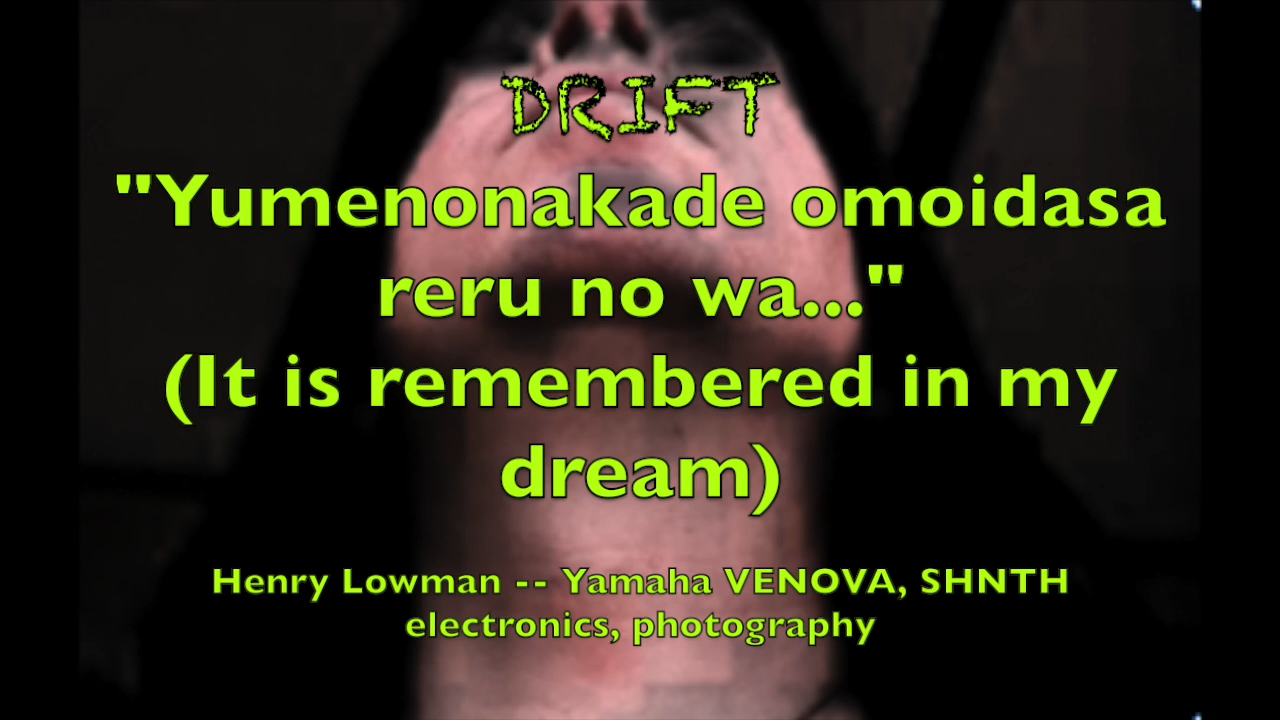 DRIFT
"Yumenonakade omoidasa
reru no wa..."
(It is remembered in my
dream)
Henry Lowman -- Yamaha VENOVA, SHNTH
electronics, photography